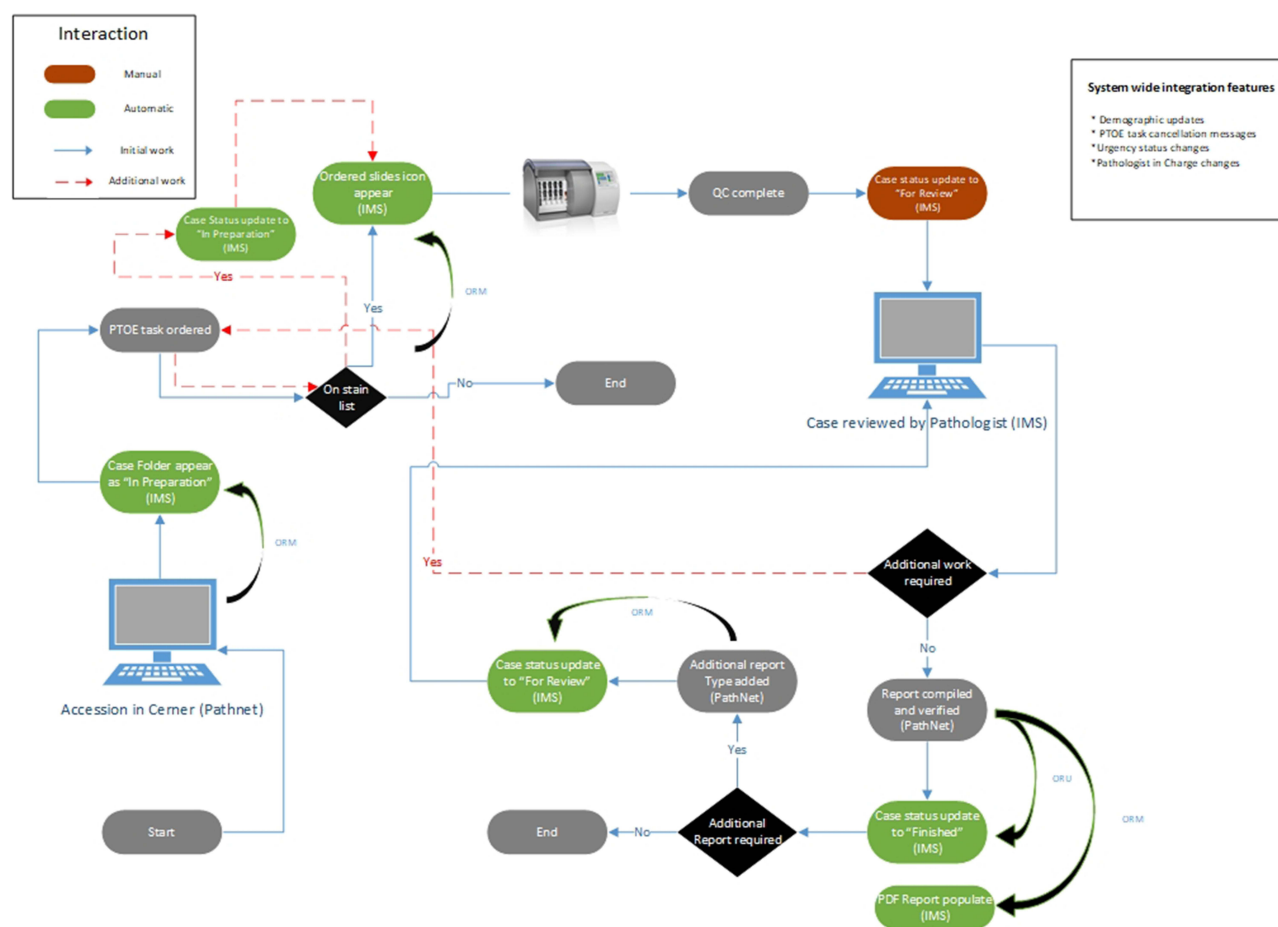 Interaction
Manual
Automatic
Initial work
Additional work
System wide integration features
* Demographic updates
* PTOE task cancellation messages
*Urgency status changes
*Pathologist in Charge changes
Ordered slides icon
appear
(IMS)
QC complete
Case status update to
"For Review"
(IMS)
Case Status update to
"In Preparation"
(IMS)
Yes
Yes
ORM
PTOE task ordered
On stain
list
No
End
Case reviewed by Pathologist (IMS)
Case Folder appear
as "In Preparation"
(IMS)
ORM
Accession in Cerner (Pathnet)
Start
Yes
Additional work
required
No
ORM
Case status update
to "For Review"
(IMS)
Additional report
Type added
(PathNet)
Report compiled
and verified
(PathNet)
Yes
ORU
ORM
End
No
Additional
Report required
Case status update
to "Finished"
(IMS)
PDF Report populate
(IMS)